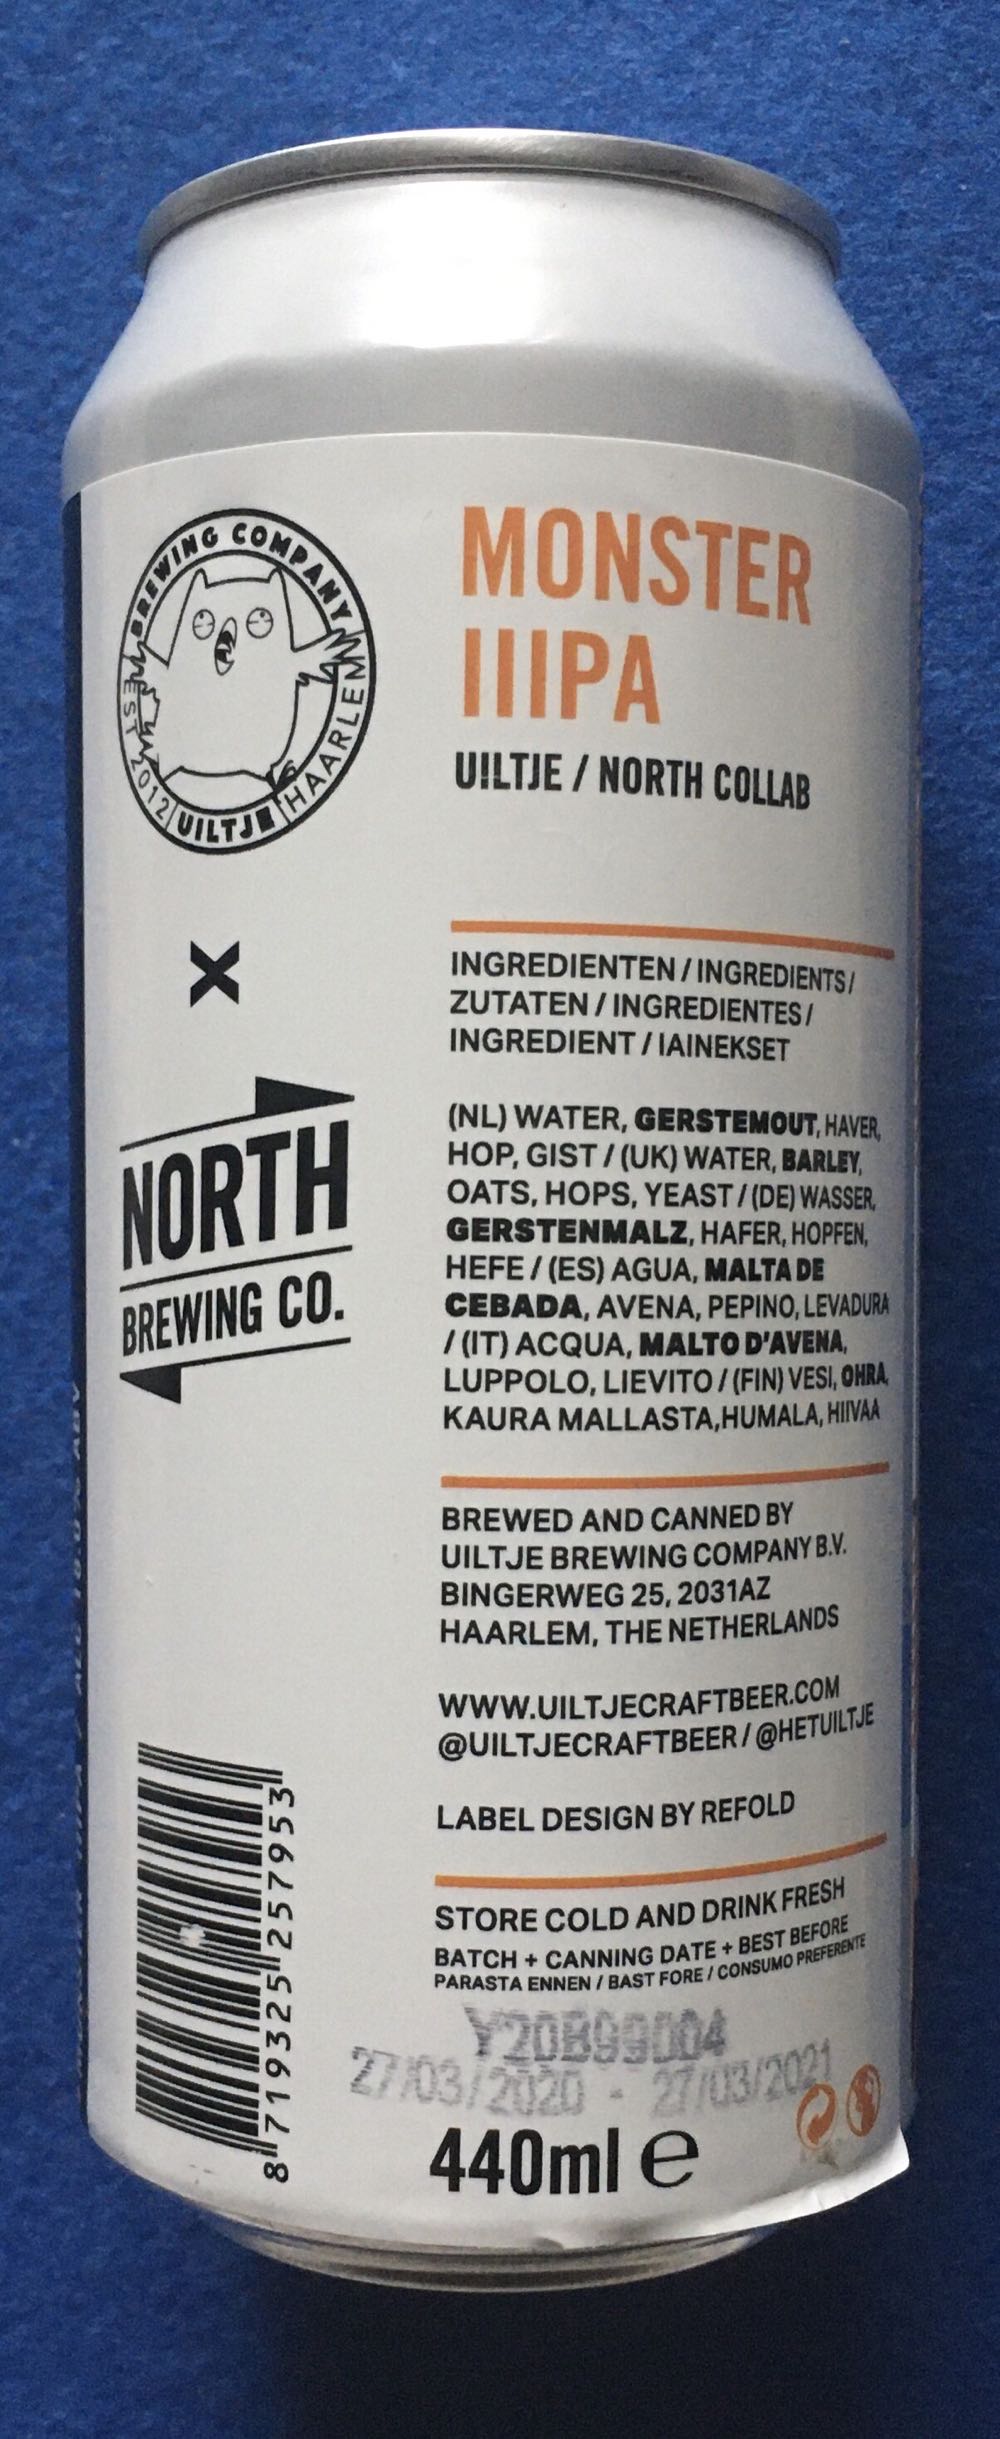 BREWING COMPANY
EST 2012
UILTJE
HAARLEM
X
NORTH
BREWING CO.
8 719325 257953
MONSTER
IIIPA
UILTJE / NORTH COLLAB
INGREDIENTEN / INGREDIENTS /
ZUTATEN / INGREDIENTES /
INGREDIENT / IAINEKSET
(NL) WATER, GERSTEMOUT, HAVER,
HOP, GIST / (UK) WATER, BARLEY,
OATS, HOPS, YEAST / (DE) WASSER,
GERSTENMALZ, HAFER, HOPFEN,
HEFE / (ES) AGUA, MALTA DE
CEBADA, AVENA, PEPINO, LEVADURA
/ (IT) ACQUA, MALTO D'AVENA,
LUPPOLO, LIEVITO / (FIN) VESI, OHRA,
KAURA MALLASTA,HUMALA, HIIVAA
BREWED AND CANNED BY
UILTJE BREWING COMPANY B.V.
BINGERWEG 25, 2031AZ
HAARLEM, THE NETHERLANDS
WWW.UILTJECRAFTBEER.COM
@UILTJECRAFTBEER / @HETUILTJE
LABEL DESIGN BY REFOLD
STORE COLD AND DRINK FRESH
BATCH + CANNING DATE + BEST BEFORE
PARASTA ENNEN / BAST FORE / CONSUMO PREFERENTE
Y20B99D04
27/03/2020 - 27/03/2021
440ml e